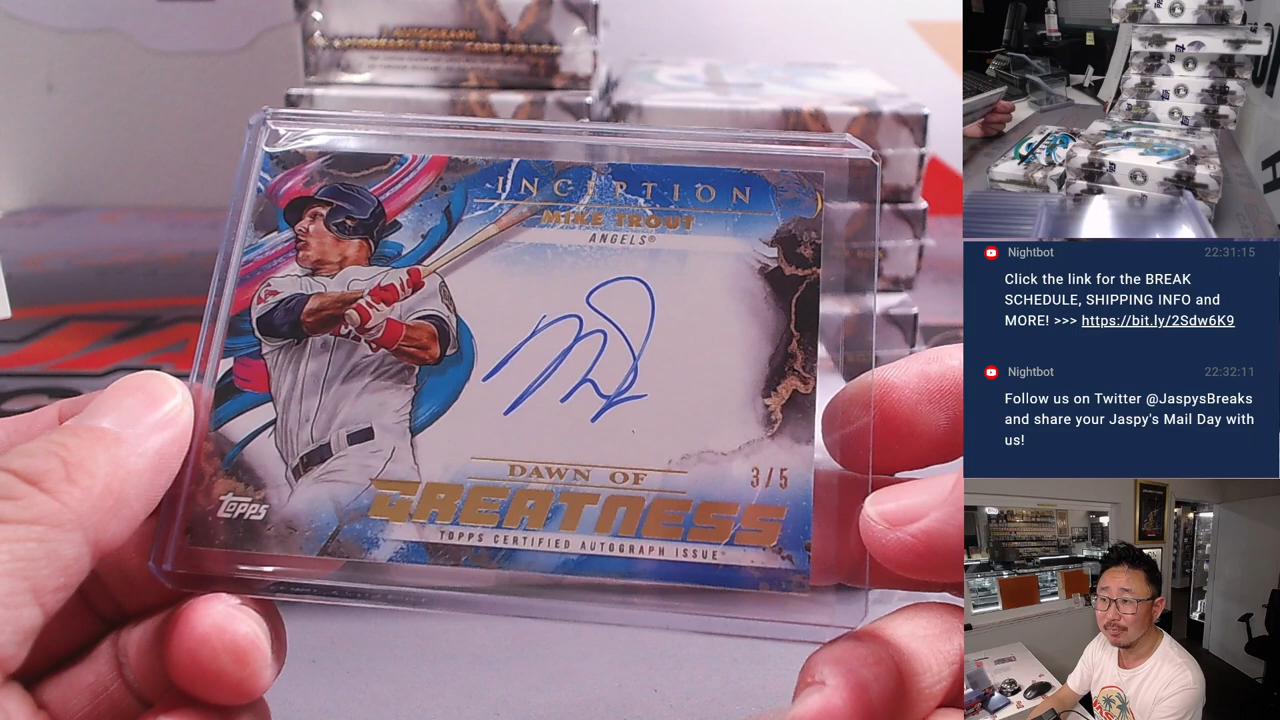 AUTOGRAPH
INCEPTION
MIKE TROUT
ANGELS®
DAWN OF
3/5
GREATNESS
TOPPS
TOPPS CERTIFIED AUTOGRAPH ISSUE
Nightbot
22:31:15
Click the link for the BREAK
SCHEDULE, SHIPPING INFO and
MORE! >>> https://bit.ly/2Sdw6K9
Nightbot
22:32:11
Follow us on Twitter @JaspysBreaks
and share your Jaspy's Mail Day with
us!